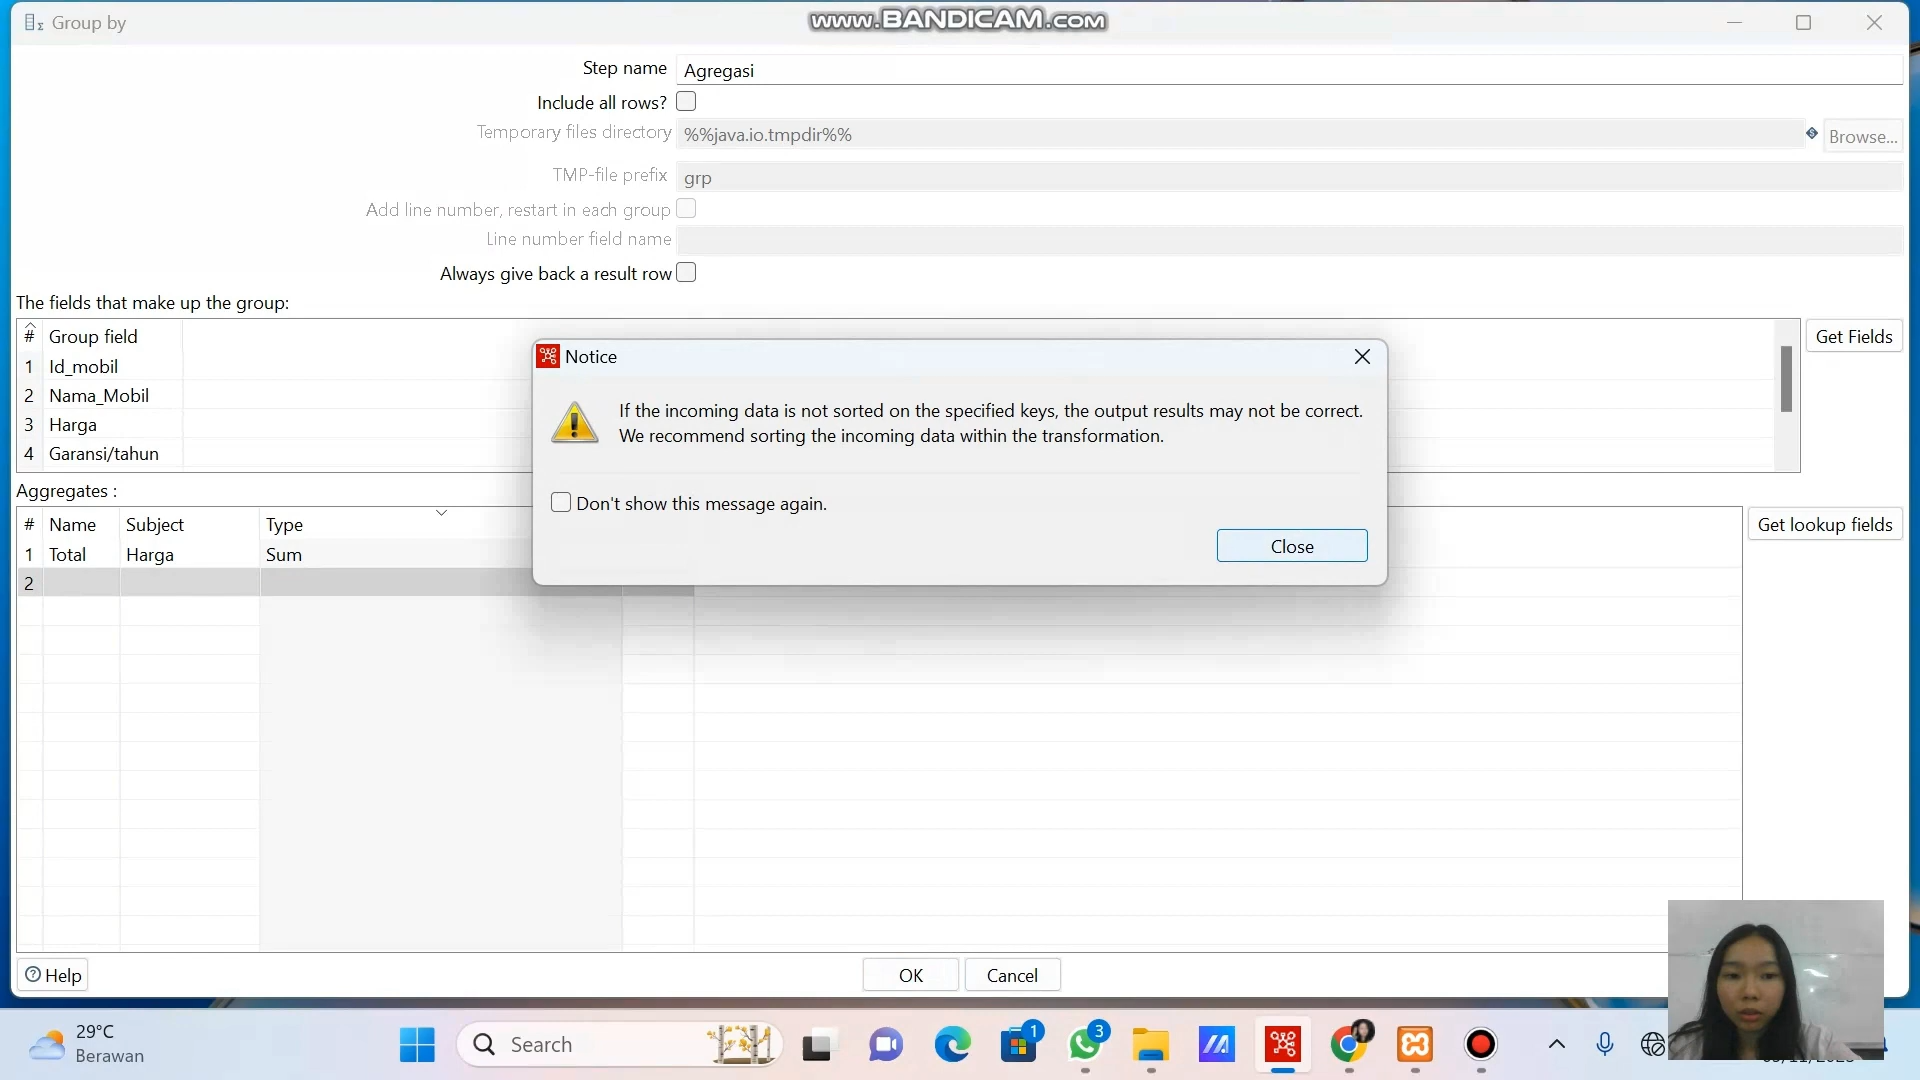 Group by
www.BANDICAM.com
Step name Agregasi
Include all rows?
Temporary files directory %%java.io.tmpdir%% Browse...
TMP-file prefix grp
Add line number, restart in each group
Line number field name
Always give back a result row
The fields that make up the group:
# Group field
Get Fields
1 Id_mobil
2 Nama_Mobil
3 Harga
4 Garansi/tahun
Notice
If the incoming data is not sorted on the specified keys, the output results may not be correct.
We recommend sorting the incoming data within the transformation.
Don't show this message again.
Close
Aggregates :
# Name Subject Type
Get lookup fields
1 Total Harga Sum
2
Help
OK
Cancel
29°C
Berawan
Search
1
3